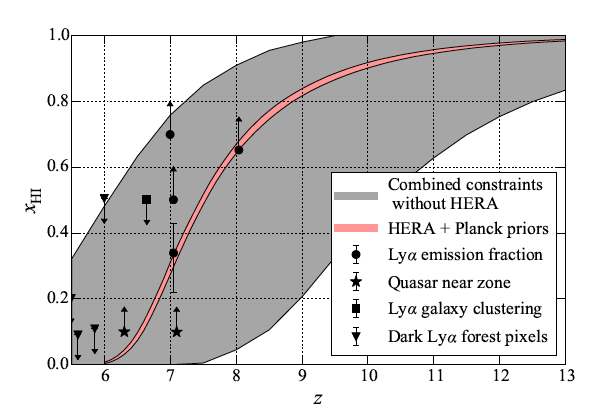 1.0
0.8
0.6
0.4
0.2
0.0
xHI
6 7 8 9 10 11 12 13
z
Combined constraints
without HERA
HERA + Planck priors
Lyα emission fraction
Quasar near zone
Lyα galaxy clustering
Dark Lyα forest pixels